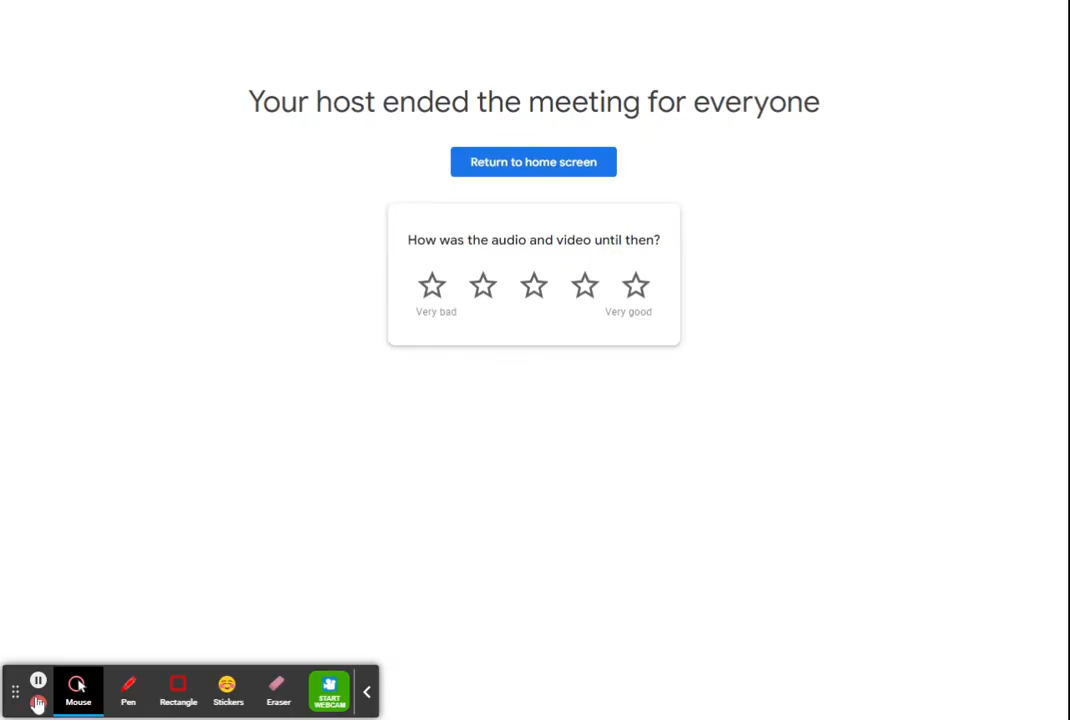 Your host ended the meeting for everyone
Return to home screen
How was the audio and video until then?
Very bad Very good
Mouse Pen Rectangle Stickers Eraser START
WEBCAM